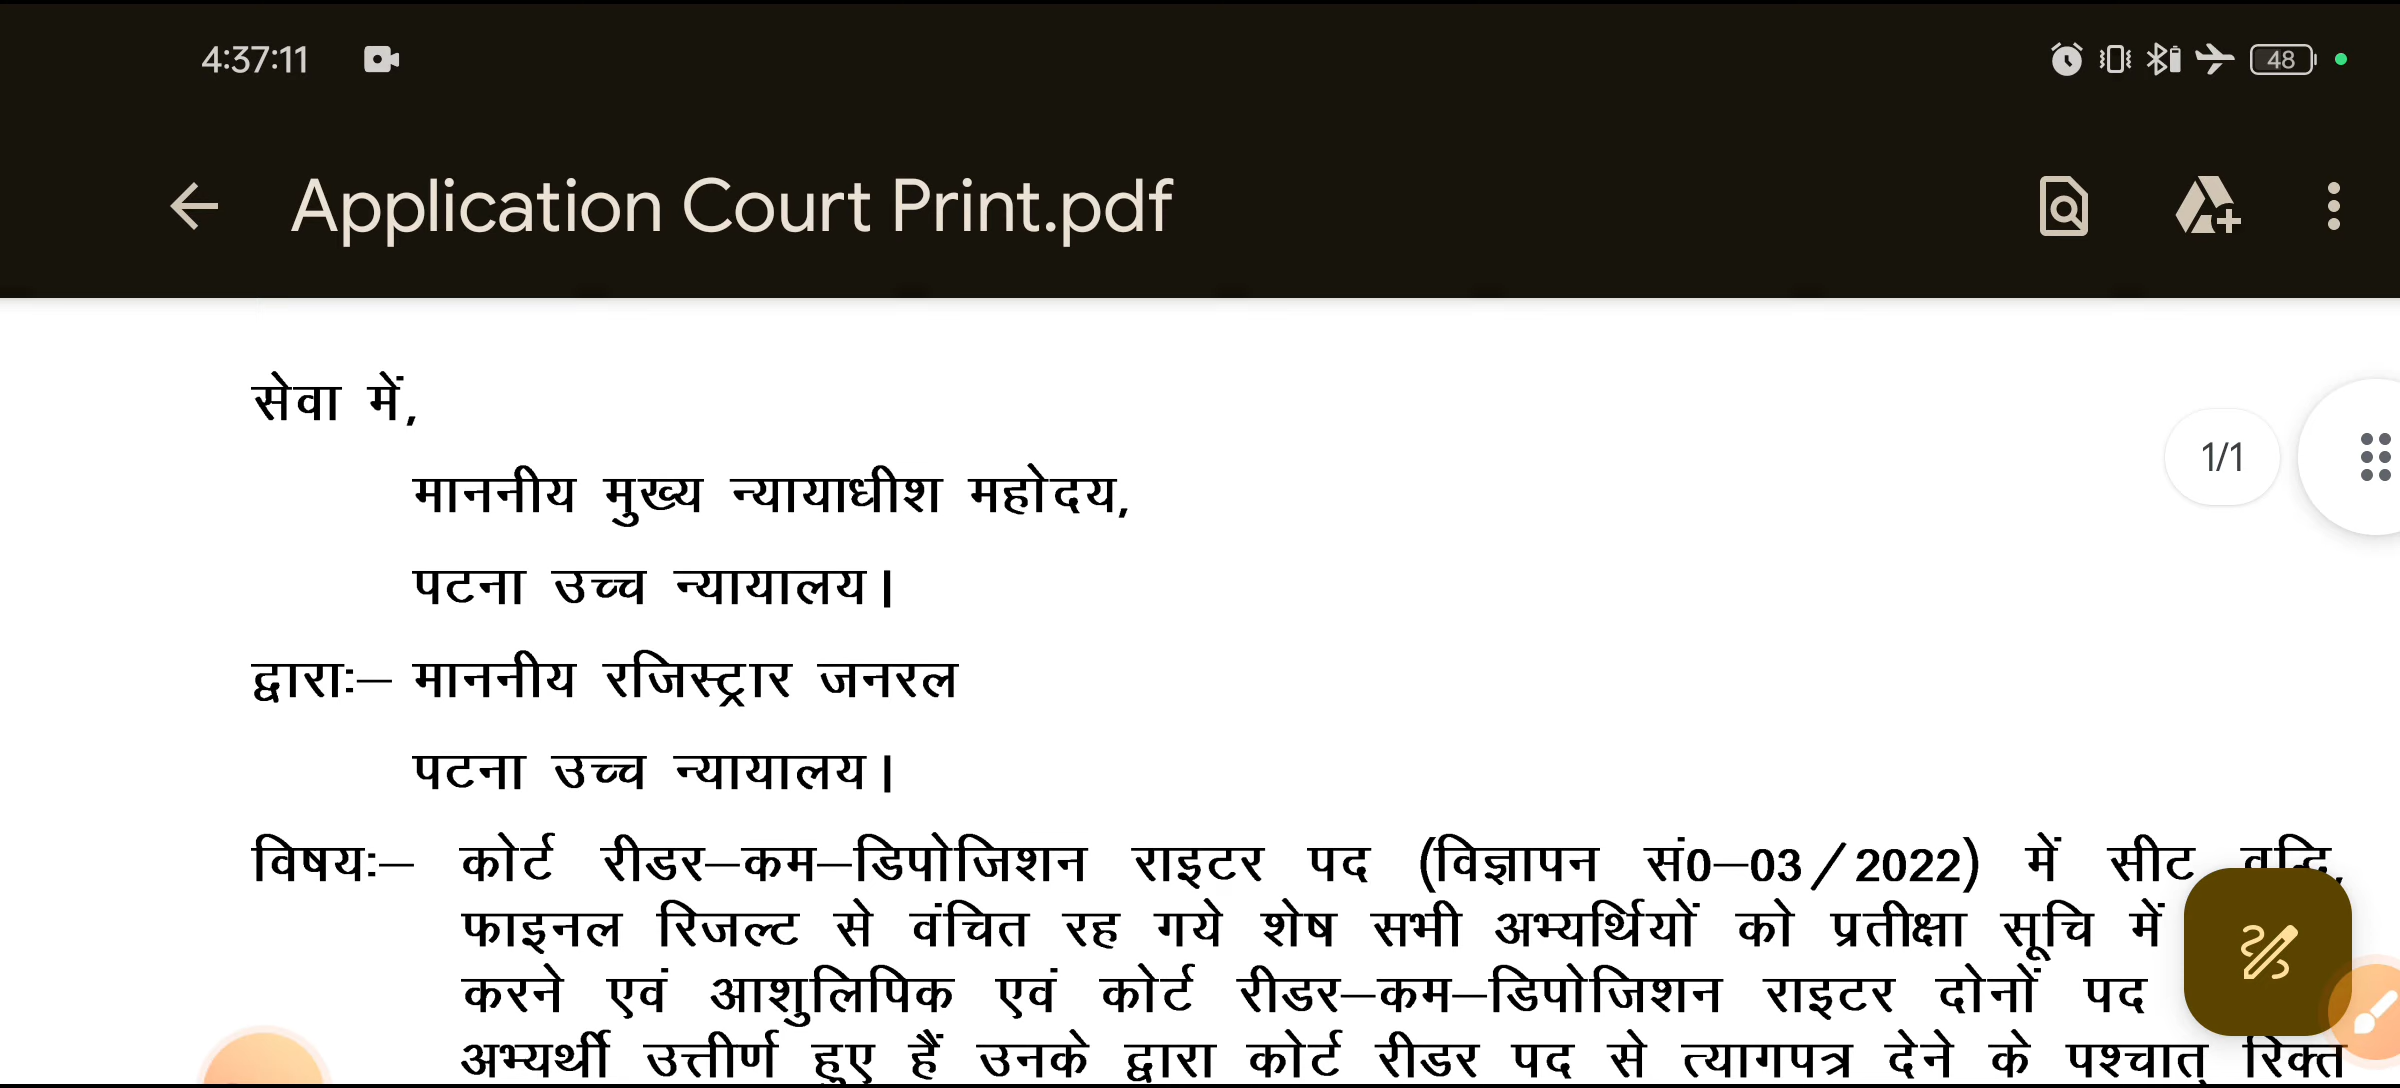 4:37:11 48
Application Court Print.pdf
सेवा में,
1/1
माननीय मुख्य न्यायाधीश महोदय,
पटना उच्च न्यायालय।
द्वाराः– माननीय रजिस्ट्रार जनरल
पटना उच्च न्यायालय।
विषयः– कोर्ट रीडर–कम–डिपोजिशन राइटर पद (विज्ञापन सं0–03/2022) में सीट वृद्धि,
फाइनल रिजल्ट से वंचित रह गये शेष सभी अभ्यर्थियों को प्रतीक्षा सूचि में
करने एवं आशुलिपिक एवं कोर्ट रीडर–कम–डिपोजिशन राइटर दोनों पद
अभ्यर्थी उत्तीर्ण हुए हैं उनके द्वारा कोर्ट रीडर पद से त्यागपत्र देने के पश्चात् रिक्त